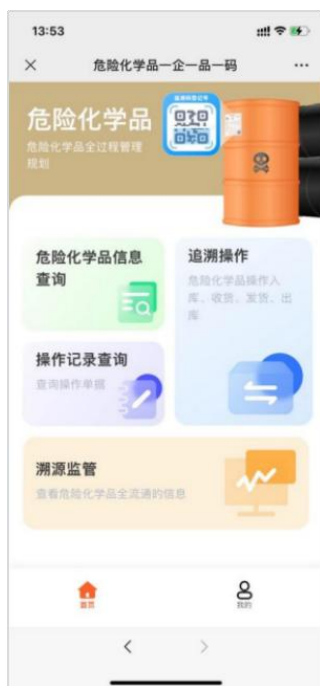 13:53
危险化学品一企一品一码
危险化学品
危险化学品全过程管理
规划
危险化学品信息
查询
追溯操作
危险化学品操作入
库、收货、发货、出
库
操作记录查询
查询操作单据
溯源监管
查看危险化学品全流通的信息
首页
我的